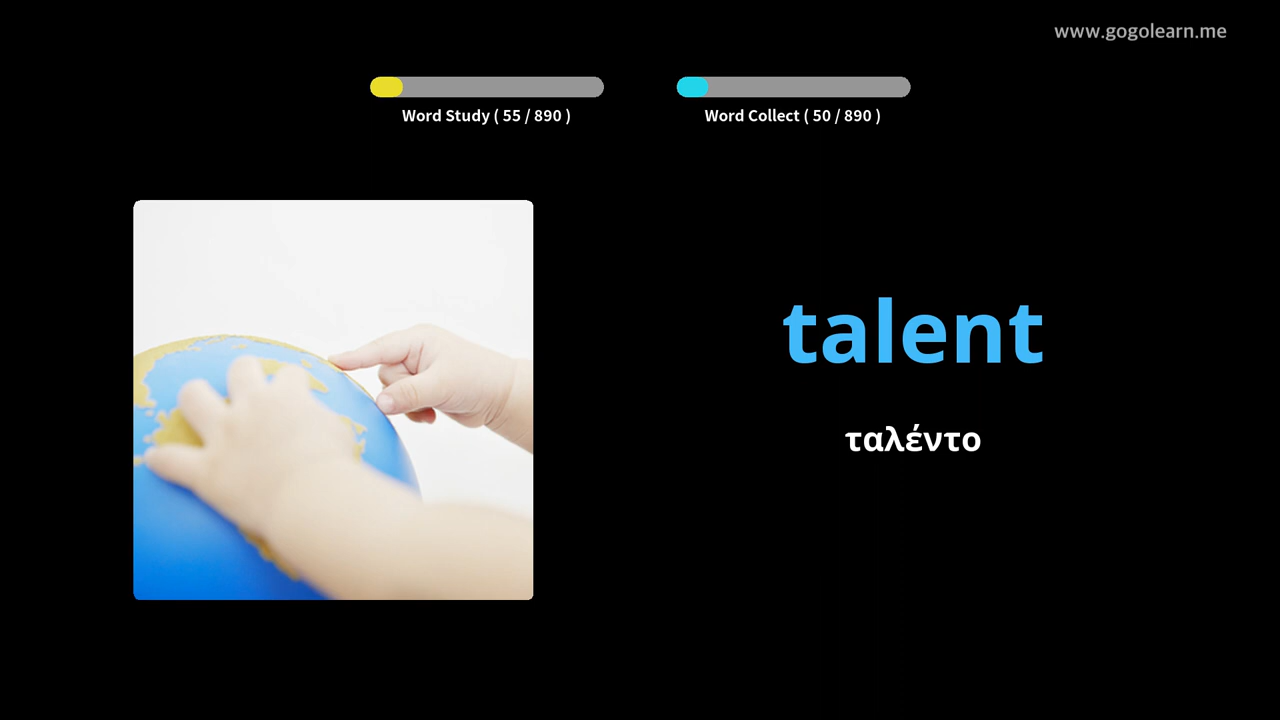 www.gogolearn.me
Word Study ( 55 / 890 )
Word Collect ( 50 / 890 )
talent
ταλέντο